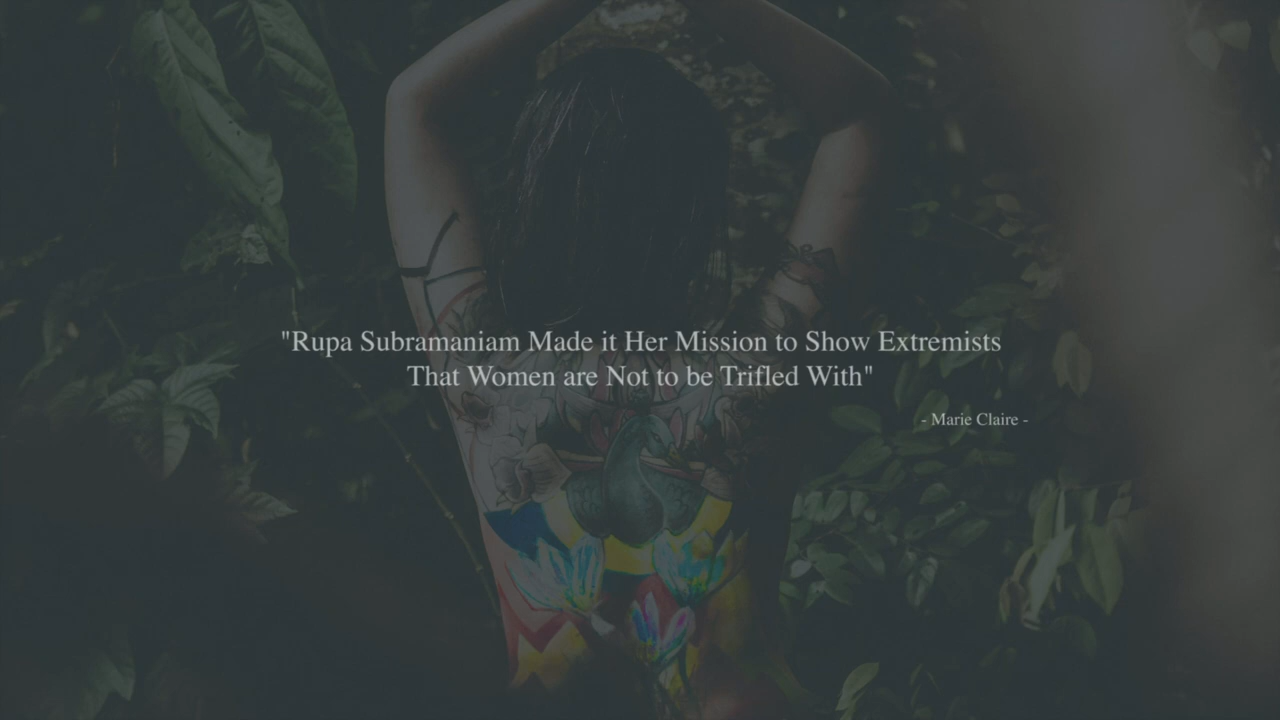 "Rupa Subramaniam Made it Her Mission to Show Extremists
That Women are Not to be Trifled With"
- Marie Claire -